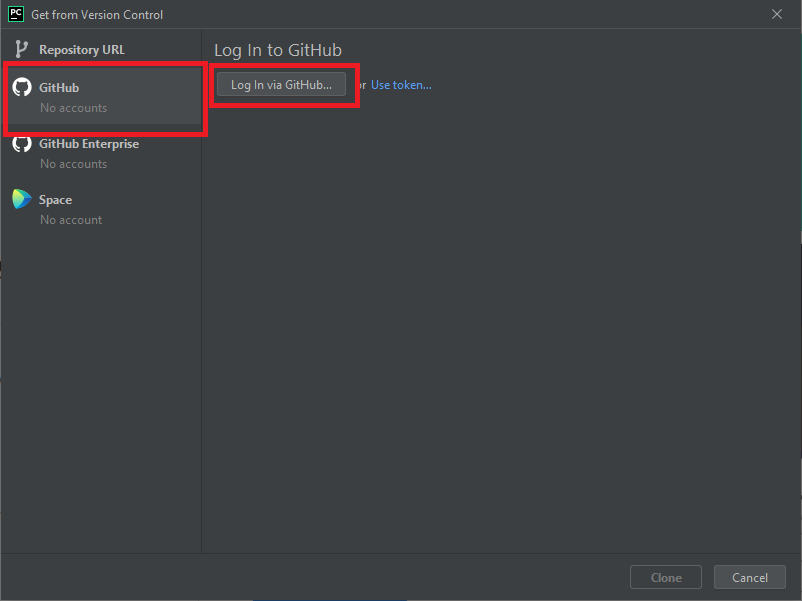 PC Get from Version Control
Repository URL
GitHub
No accounts
GitHub Enterprise
No accounts
Space
No account
Log In to GitHub
Log In via GitHub... or Use token...
Clone
Cancel